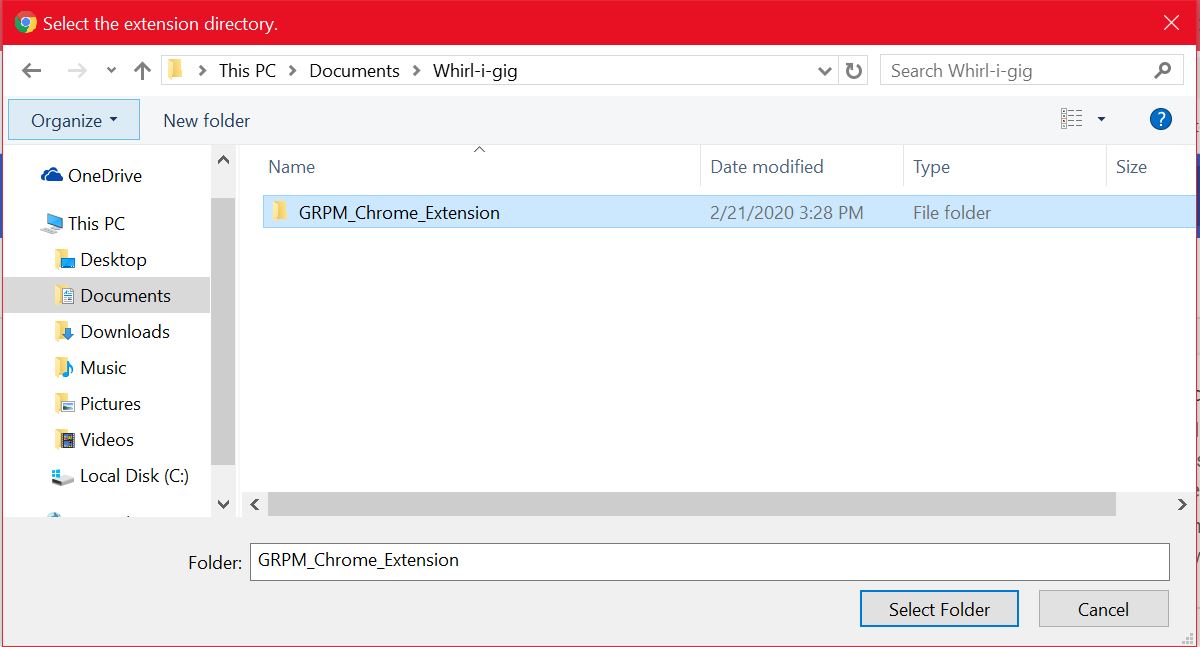 Select the extension directory.
This PC Documents Whirl-i-gig Search Whirl-i-gig
Organize New folder ?
Name Date modified Type Size
OneDrive
GRPM_Chrome_Extension 2/21/2020 3:28 PM File folder
This PC
Desktop
Documents
Downloads
Music
Pictures
Videos
Local Disk (C:)
Folder: GRPM_Chrome_Extension
Select Folder Cancel